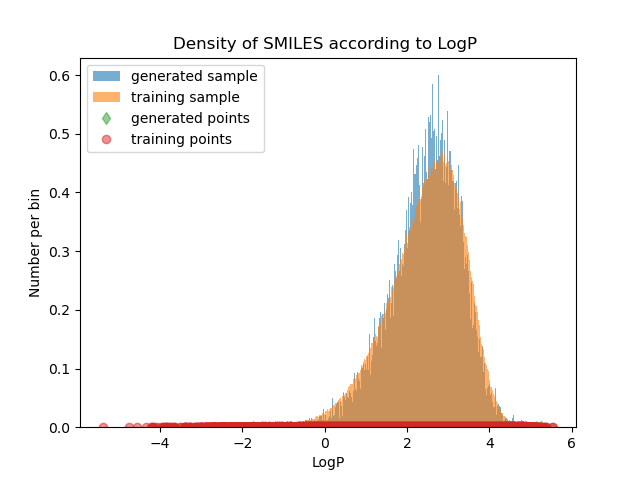 Density of SMILES according to LogP
generated sample
training sample
generated points
training points
0.6
0.5
0.4
0.3
0.2
0.1
0.0
Number per bin
−4
−2
0
2
4
6
LogP